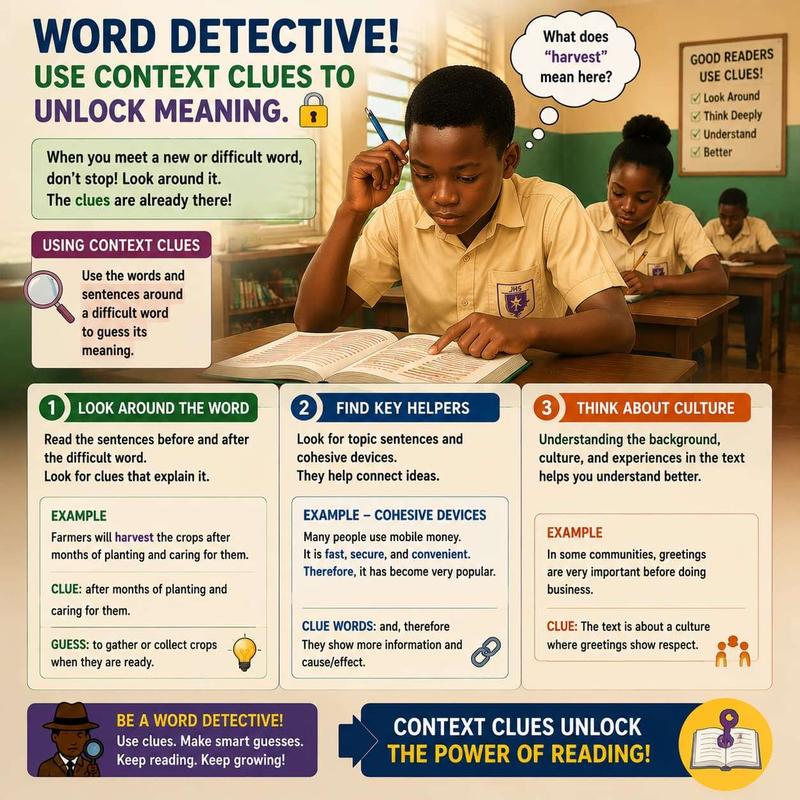 WORD DETECTIVE!
USE CONTEXT CLUES TO
UNLOCK MEANING.
What does
"harvest"
mean here?
GOOD READERS
USE CLUES!
Look Around
Think Deeply
Understand
Better
When you meet a new or difficult word,
don't stop! Look around it.
The clues are already there!
USING CONTEXT CLUES
Use the words and
sentences around
a difficult word
to guess its
meaning.
JHS
1 LOOK AROUND THE WORD
Read the sentences before and after
the difficult word.
Look for clues that explain it.
EXAMPLE
Farmers will harvest the crops after
months of planting and caring for them.
CLUE: after months of planting and
caring for them.
GUESS: to gather or collect crops
when they are ready.
2 FIND KEY HELPERS
Look for topic sentences and
cohesive devices.
They help connect ideas.
EXAMPLE – COHESIVE DEVICES
Many people use mobile money.
It is fast, secure, and convenient.
Therefore, it has become very popular.
CLUE WORDS: and, therefore
They show more information and
cause/effect.
3 THINK ABOUT CULTURE
Understanding the background,
culture, and experiences in the text
helps you understand better.
EXAMPLE
In some communities, greetings
are very important before doing
business.
CLUE: The text is about a culture
where greetings show respect.
BE A WORD DETECTIVE!
Use clues. Make smart guesses.
Keep reading. Keep growing!
CONTEXT CLUES UNLOCK
THE POWER OF READING!